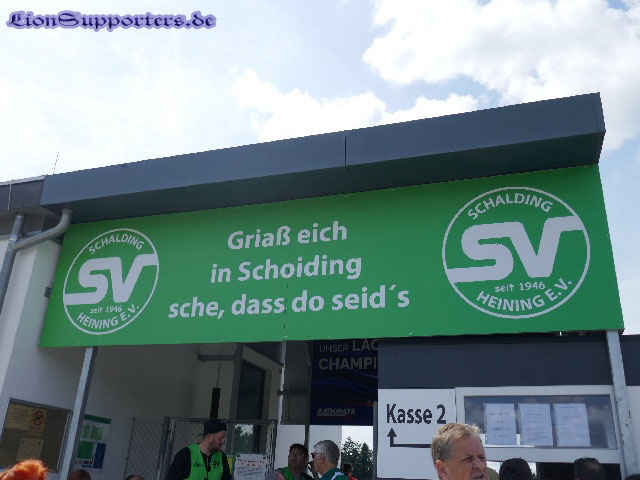 LionSupporters.de
SCHALDING
SV
seit 1946
HEINING E.V.
Griaß eich
in Schoiding
sche, dass do seid´s
SCHALDING
SV
seit 1946
HEINING E.V.
Kasse 2